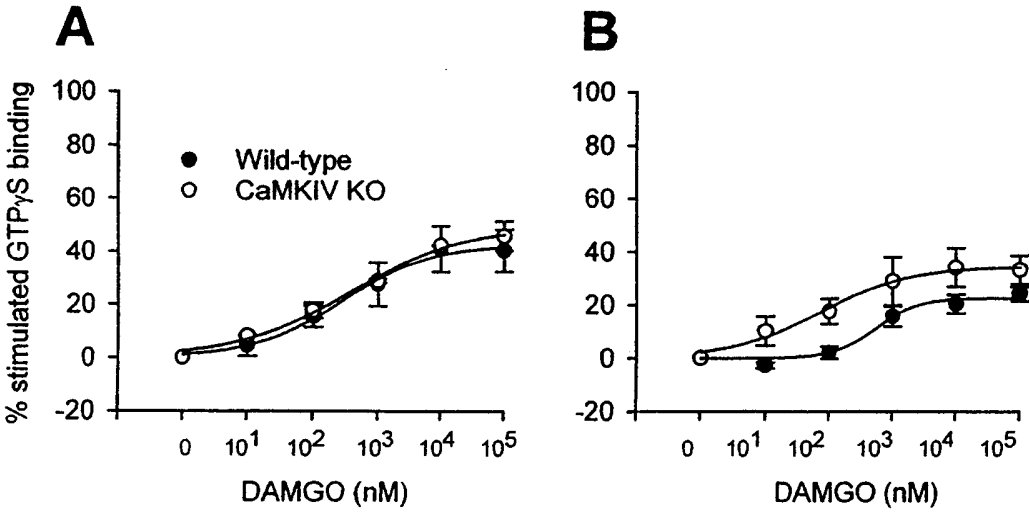 A
B
% stimulated GTPγS binding
100
80
60
40
20
0
-20
Wild-type
CaMKIV KO
0 10¹ 10² 10³ 10⁴ 10⁵
DAMGO (nM)
100
80
60
40
20
0
-20
0 10¹ 10² 10³ 10⁴ 10⁵
DAMGO (nM)